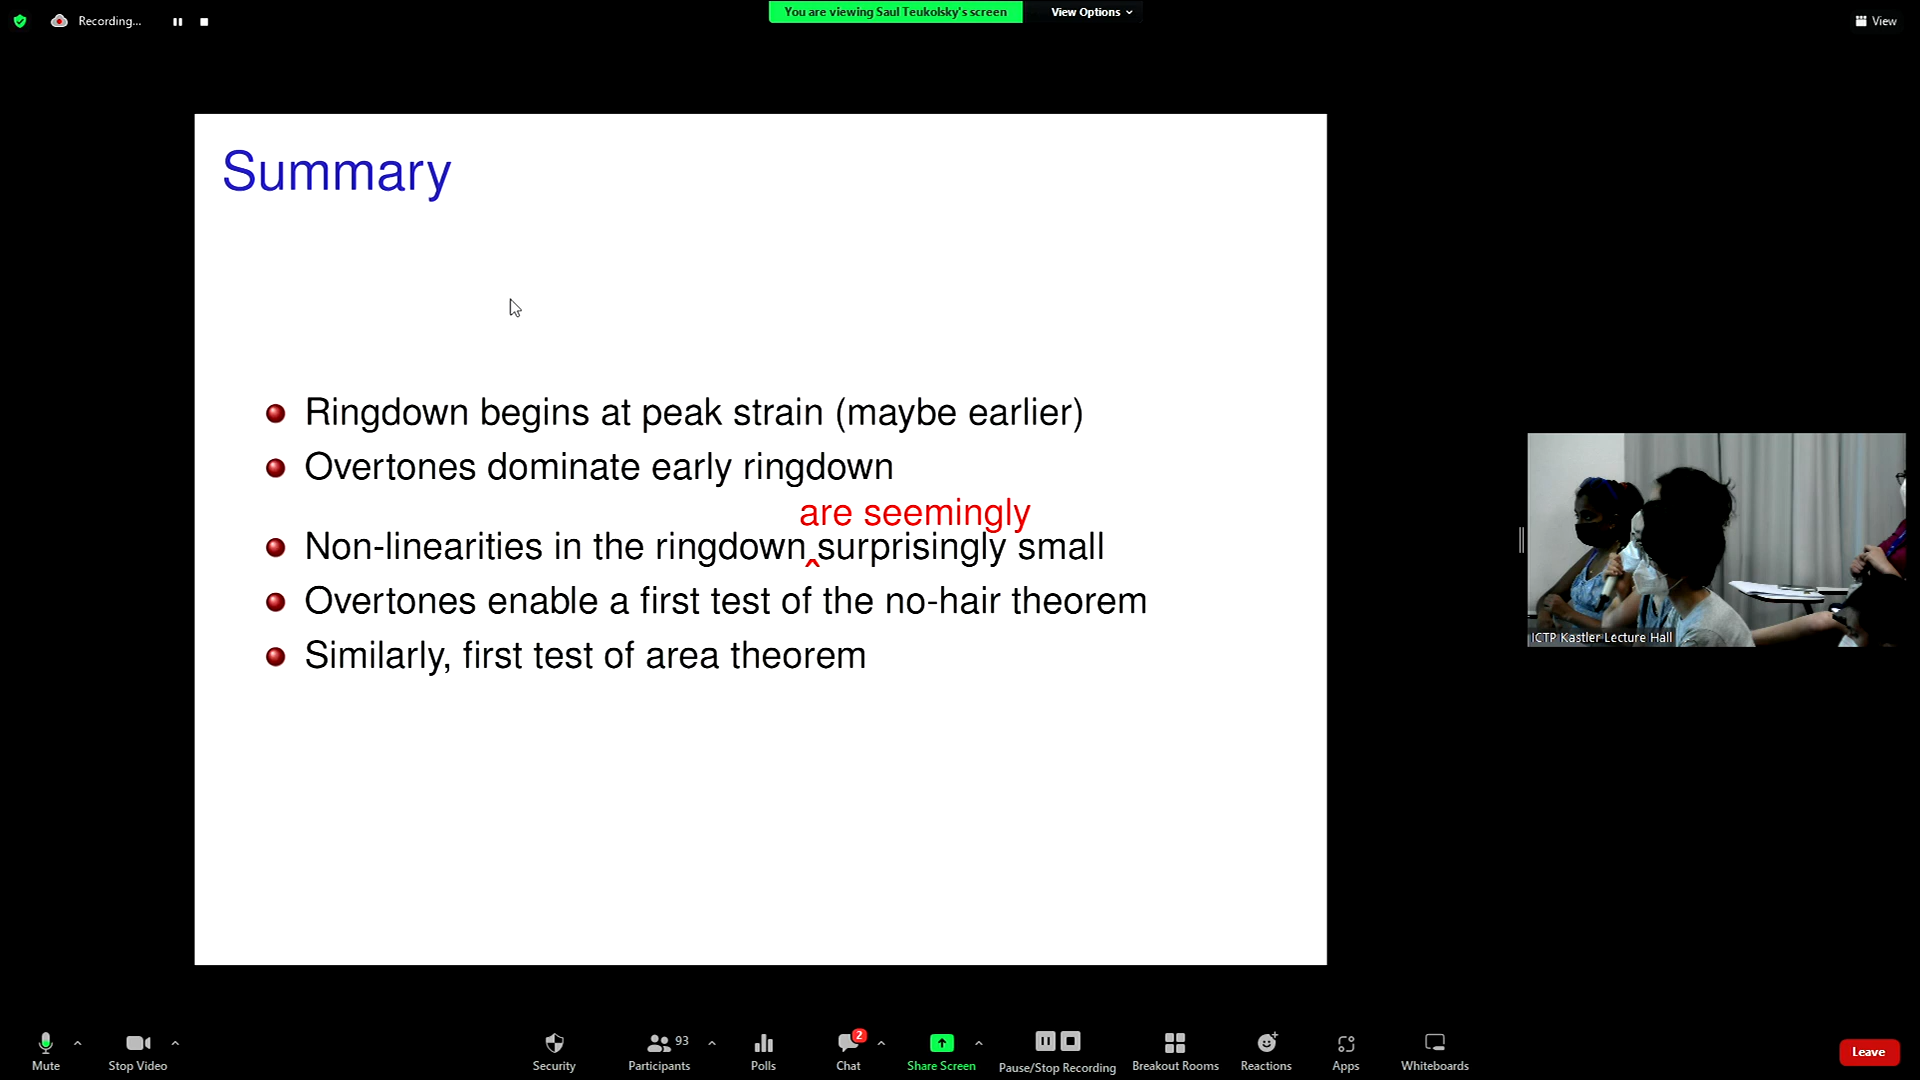 Recording...
You are viewing Saul Teukolsky's screen
View Options
View
Summary
Ringdown begins at peak strain (maybe earlier)
Overtones dominate early ringdown
are seemingly
Non-linearities in the ringdown ^ surprisingly small
Overtones enable a first test of the no-hair theorem
Similarly, first test of area theorem
ICTP Kastler Lecture Hall
Mute
Stop Video
Security
Participants 93
Polls
Chat 2
Share Screen
Pause/Stop Recording
Breakout Rooms
Reactions
Apps
Whiteboards
Leave